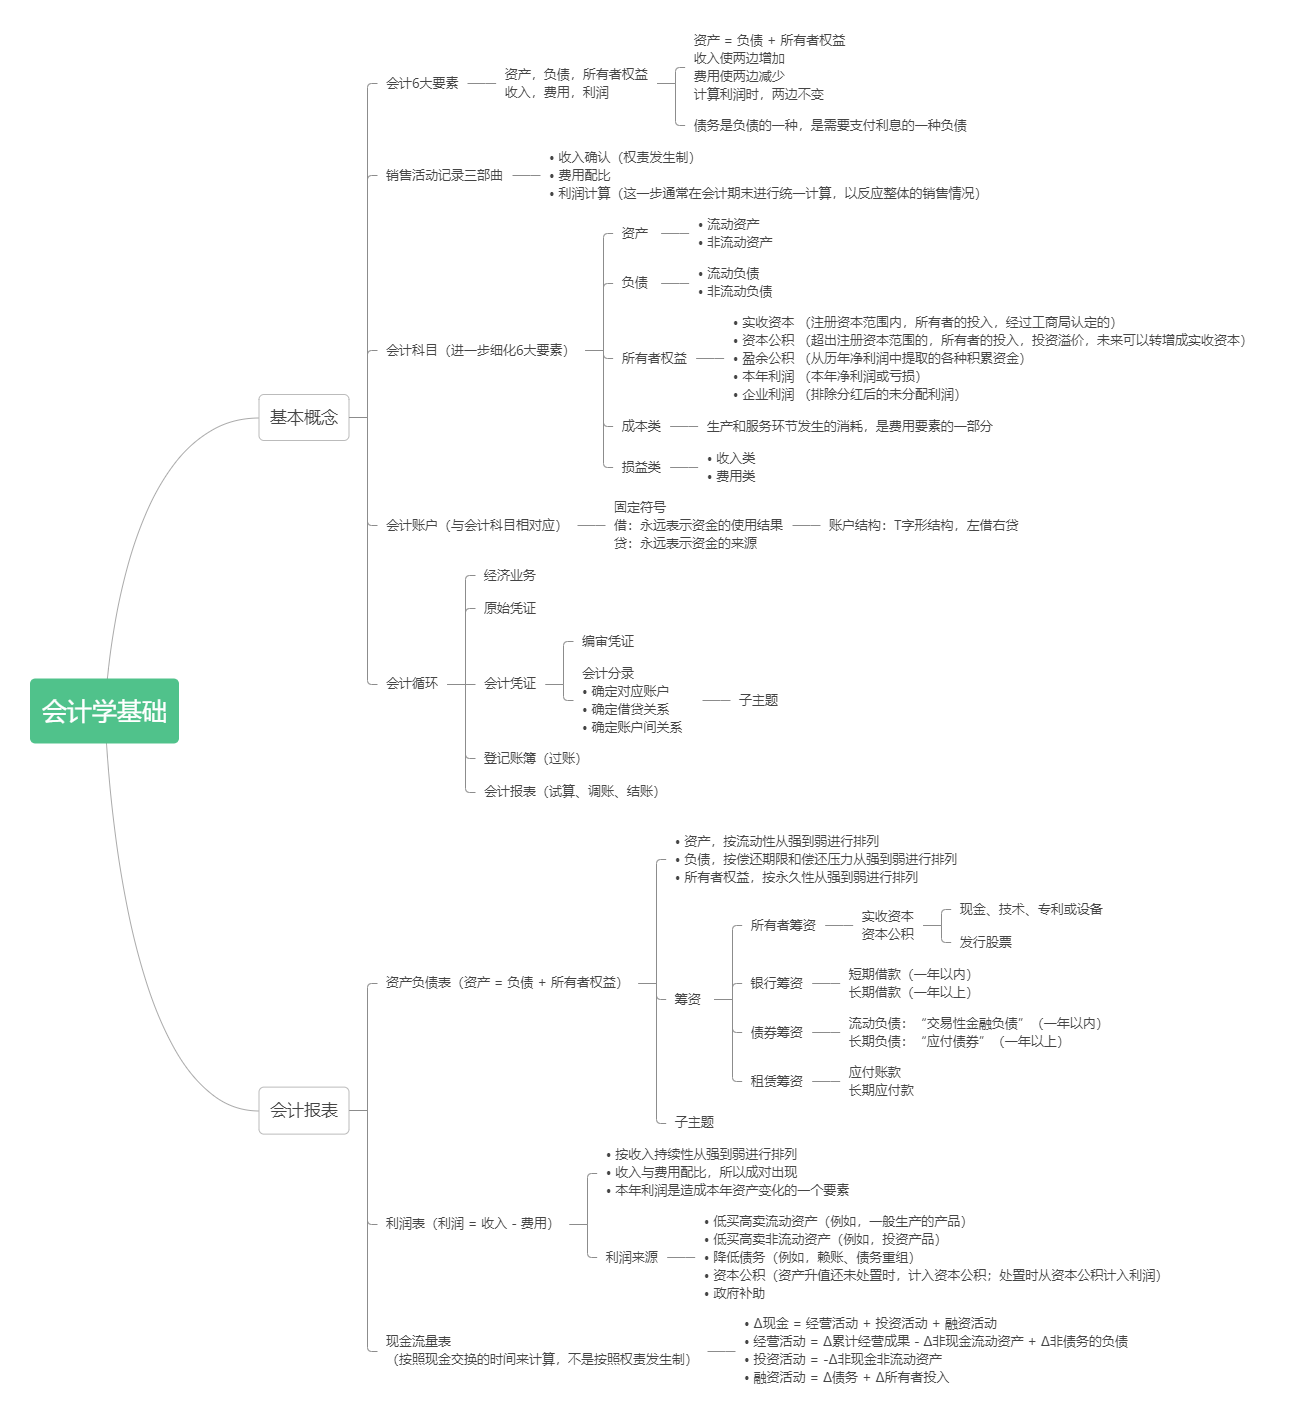 会计学基础
基本概念
会计6大要素
资产，负债，所有者权益
收入，费用，利润
资产 = 负债 + 所有者权益
收入使两边增加
费用使两边减少
计算利润时，两边不变
债务是负债的一种，是需要支付利息的一种负债
销售活动记录三部曲
• 收入确认（权责发生制）
• 费用配比
• 利润计算（这一步通常在会计期末进行统一计算，以反应整体的销售情况）
会计科目（进一步细化6大要素）
资产
• 流动资产
• 非流动资产
负债
• 流动负债
• 非流动负债
所有者权益
• 实收资本 （注册资本范围内，所有者的投入，经过工商局认定的）
• 资本公积 （超出注册资本范围的，所有者的投入，投资溢价，未来可以转增成实收资本）
• 盈余公积 （从历年净利润中提取的各种积累资金）
• 本年利润 （本年净利润或亏损）
• 企业利润 （排除分红后的未分配利润）
成本类
生产和服务环节发生的消耗，是费用要素的一部分
损益类
• 收入类
• 费用类
会计账户（与会计科目相对应）
固定符号
借：永远表示资金的使用结果
贷：永远表示资金的来源
账户结构：T字形结构，左借右贷
会计循环
经济业务
原始凭证
会计凭证
编审凭证
会计分录
• 确定对应账户
• 确定借贷关系
• 确定账户间关系
子主题
登记账簿（过账）
会计报表（试算、调账、结账）
会计报表
资产负债表（资产 = 负债 + 所有者权益）
• 资产，按流动性从强到弱进行排列
• 负债，按偿还期限和偿还压力从强到弱进行排列
• 所有者权益，按永久性从强到弱进行排列
筹资
所有者筹资
实收资本
资本公积
现金、技术、专利或设备
发行股票
银行筹资
短期借款（一年以内）
长期借款（一年以上）
债券筹资
流动负债：“交易性金融负债”（一年以内）
长期负债：“应付债券”（一年以上）
租赁筹资
应付账款
长期应付款
子主题
利润表（利润 = 收入 - 费用）
• 按收入持续性从强到弱进行排列
• 收入与费用配比，所以成对出现
• 本年利润是造成本年资产变化的一个要素
利润来源
• 低买高卖流动资产（例如，一般生产的产品）
• 低买高卖非流动资产（例如，投资产品）
• 降低债务（例如，赖账、债务重组）
• 资本公积（资产升值还未处置时，计入资本公积；处置时从资本公积计入利润）
• 政府补助
现金流量表
（按照现金交换的时间来计算，不是按照权责发生制）
• Δ现金 = 经营活动 + 投资活动 + 融资活动
• 经营活动 = Δ累计经营成果 - Δ非现金流动资产 + Δ非债务的负债
• 投资活动 = -Δ非现金非流动资产
• 融资活动 = Δ债务 + Δ所有者投入